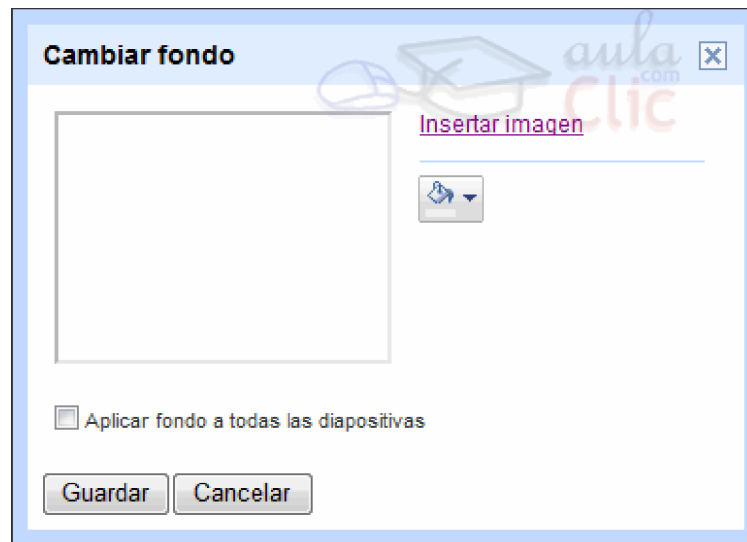 Cambiar fondo
aula
.com
Clic
Insertar imagen
Aplicar fondo a todas las diapositivas
Guardar
Cancelar